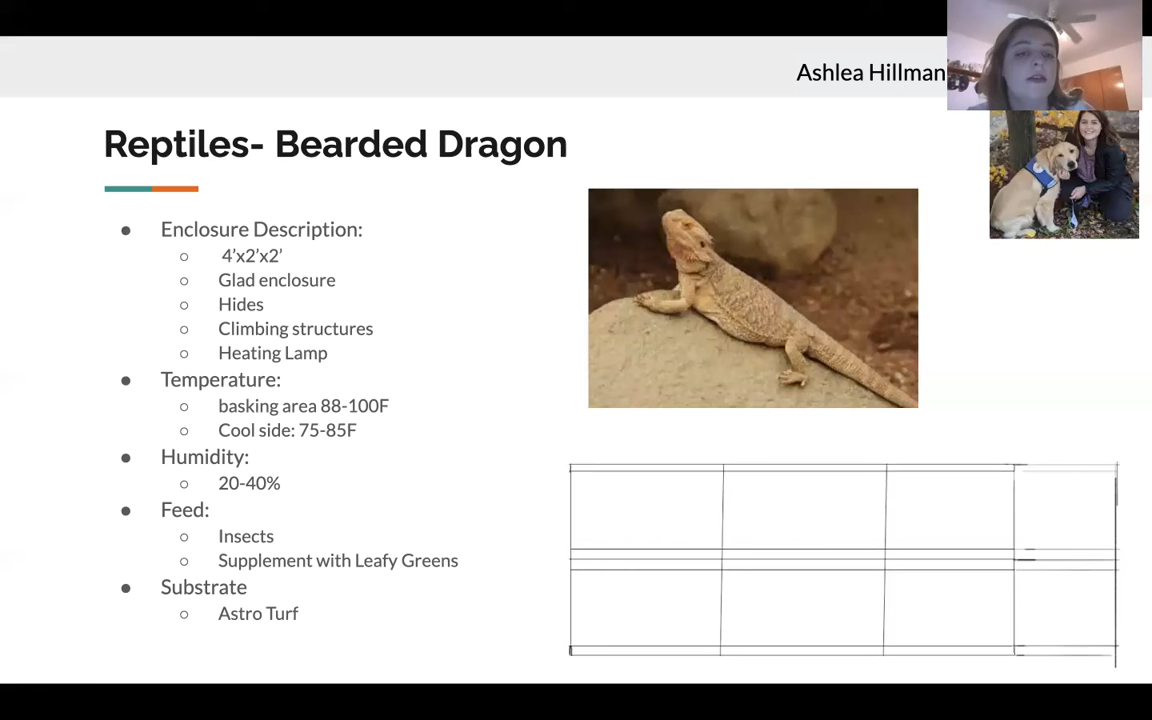 Ashlea Hillman
Reptiles- Bearded Dragon
● Enclosure Description:
○ 4'x2'x2'
○ Glad enclosure
○ Hides
○ Climbing structures
○ Heating Lamp
● Temperature:
○ basking area 88-100F
○ Cool side: 75-85F
● Humidity:
○ 20-40%
● Feed:
○ Insects
○ Supplement with Leafy Greens
● Substrate
○ Astro Turf